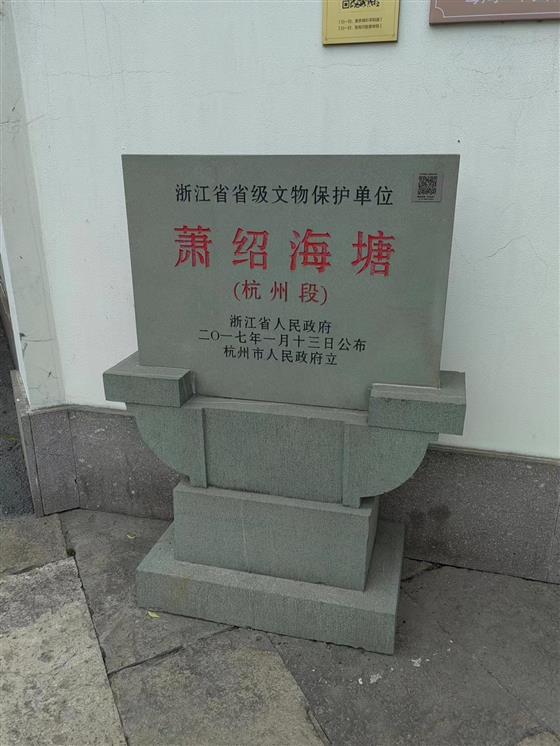 浙江省省级文物保护单位
萧绍海塘
(杭州段)
浙江省人民政府
二〇一七年一月十三日公布
杭州市人民政府立